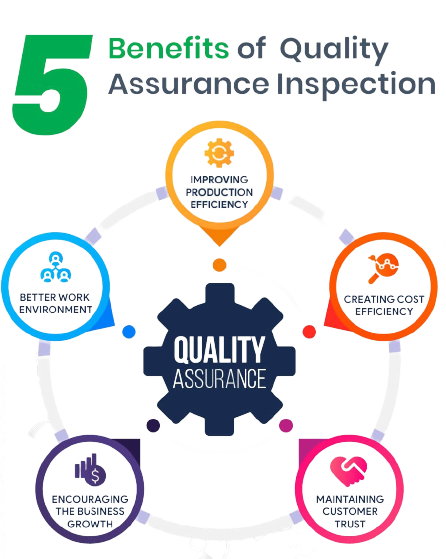 5 Benefits of Quality
Assurance Inspection
IMPROVING
PRODUCTION
EFFICIENCY
BETTER WORK
ENVIRONMENT
CREATING COST
EFFICIENCY
QUALITY
ASSURANCE
ENCOURAGING
THE BUSINESS
GROWTH
$
MAINTAINING
CUSTOMER
TRUST